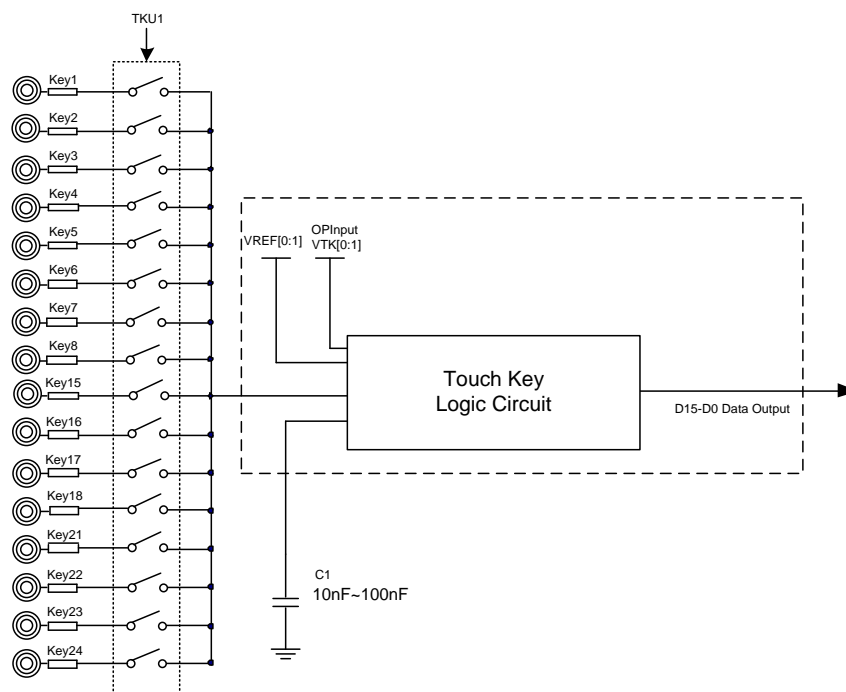 TKU1
Key1
Key2
Key3
Key4
Key5
Key6
Key7
Key8
Key15
Key16
Key17
Key18
Key21
Key22
Key23
Key24
VREF[0:1]
OPInput
VTK[0:1]
Touch Key
Logic Circuit
D15-D0 Data Output
C1
10nF~100nF